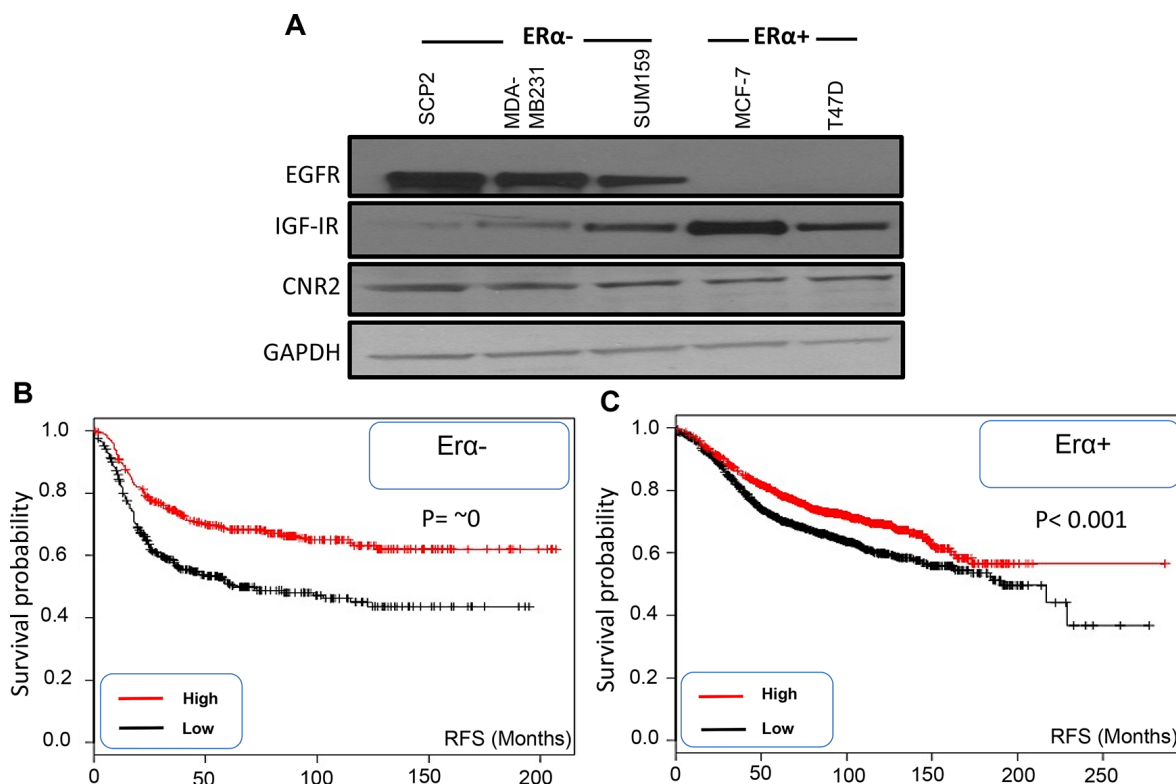 A
ERα-
ERα+
SCP2
MDA-
MB231
SUM159
MCF-7
T47D
EGFR
IGF-IR
CNR2
GAPDH
B
Erα-
P= ~0
Survival probability
1.0
0.8
0.6
0.4
0.2
0.0
High
Low
RFS (Months)
0 50 100 150 200
C
Erα+
P< 0.001
Survival probability
1.0
0.8
0.6
0.4
0.2
0.0
High
Low
RFS (Months)
0 50 100 150 200 250